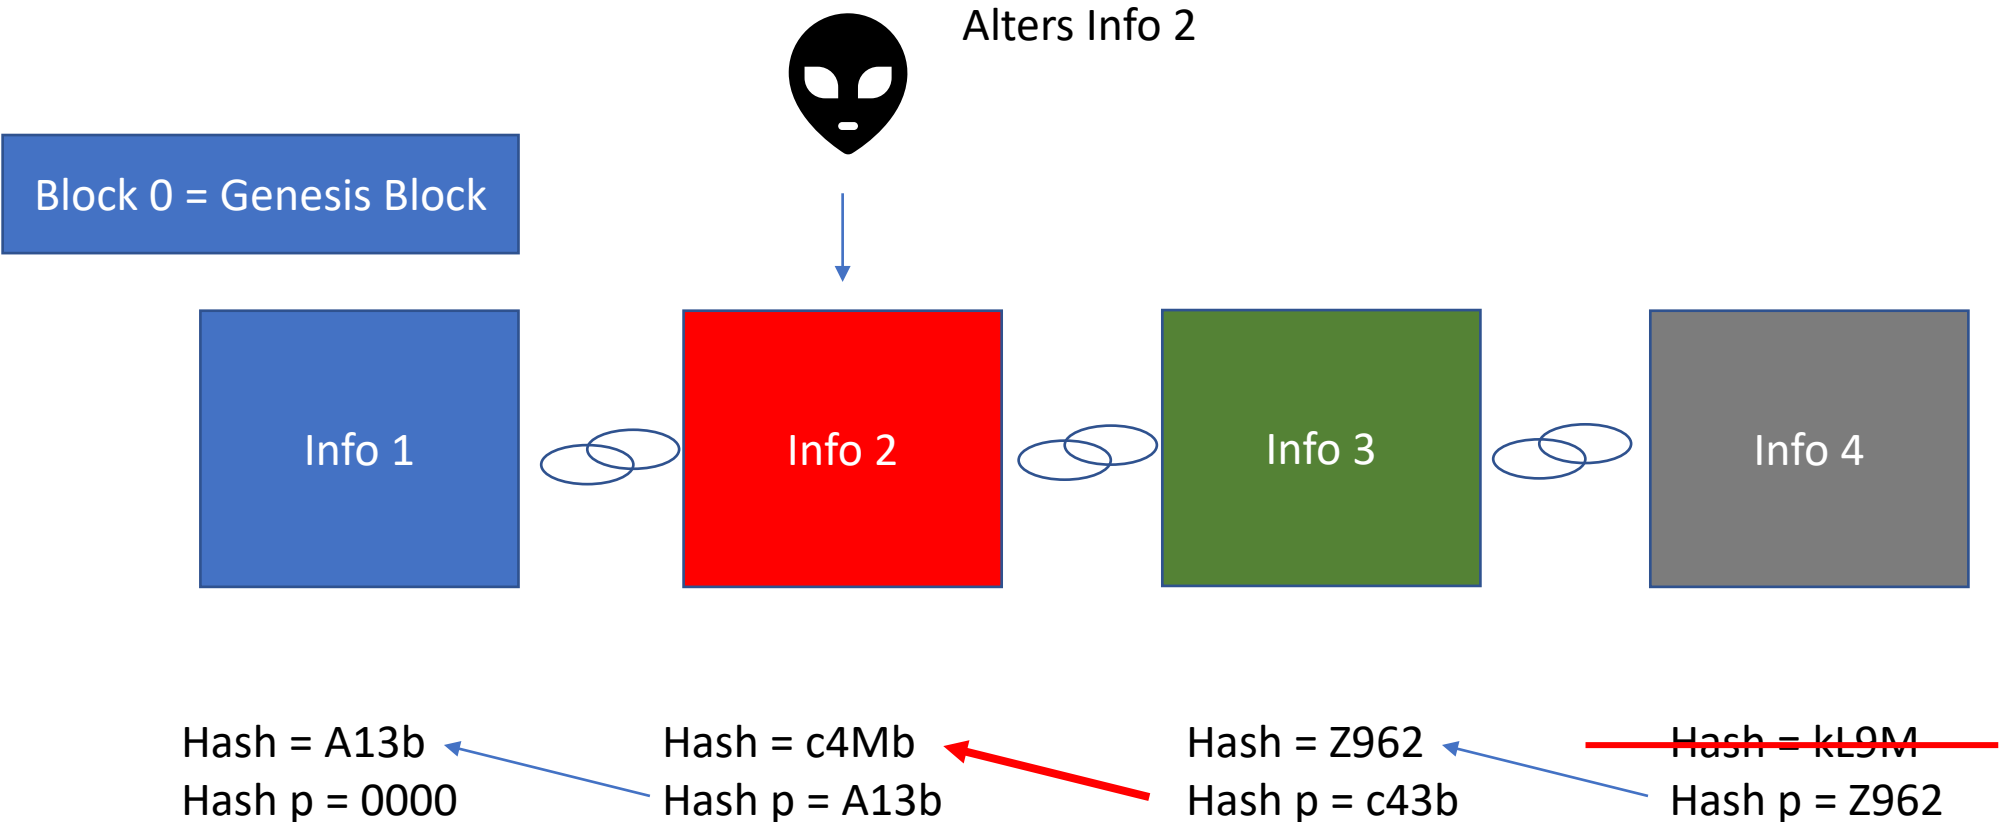 Alters Info 2
Block 0 = Genesis Block
Info 1
Info 2
Info 3
Info 4
Hash = A13b
Hash p = 0000
Hash = c4Mb
Hash p = A13b
Hash = Z962
Hash p = c43b
Hash = kL9M
Hash p = Z962